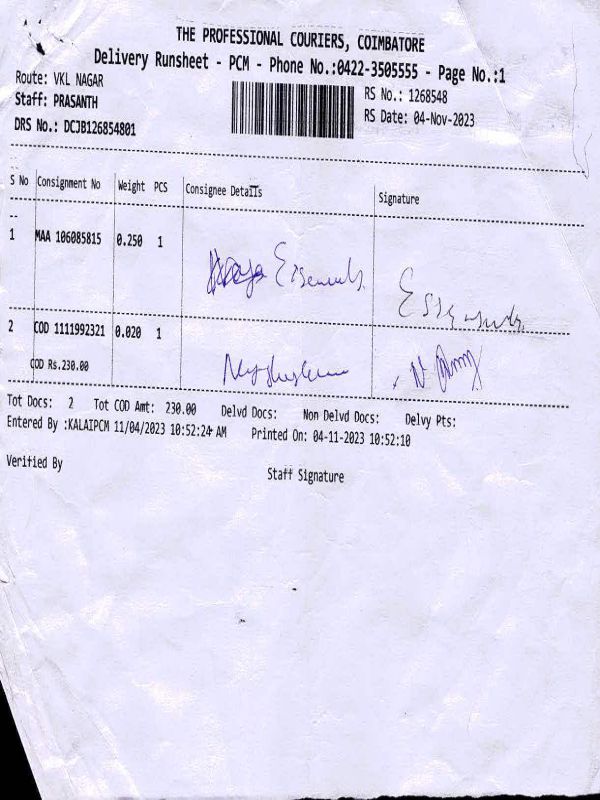 THE PROFESSIONAL COURIERS, COIMBATORE
Delivery Runsheet - PCM - Phone No.:0422-3505555 - Page No.:1
Route: VKL NAGAR
Staff: PRASANTH
DRS No.: DCJB126854801
RS No.: 1268548
RS Date: 04-Nov-2023
S No Consignment No Weight PCS Consignee Details Signature
1 MAA 106085815 0.250 1
2 COD 1111992321 0.020 1
COD Rs.230.00
Tot Docs: 2 Tot COD Amt: 230.00 Delvd Docs: Non Delvd Docs: Delvy Pts:
Entered By :KALAIPCM 11/04/2023 10:52:24 AM Printed On: 04-11-2023 10:52:10
Verified By Staff Signature